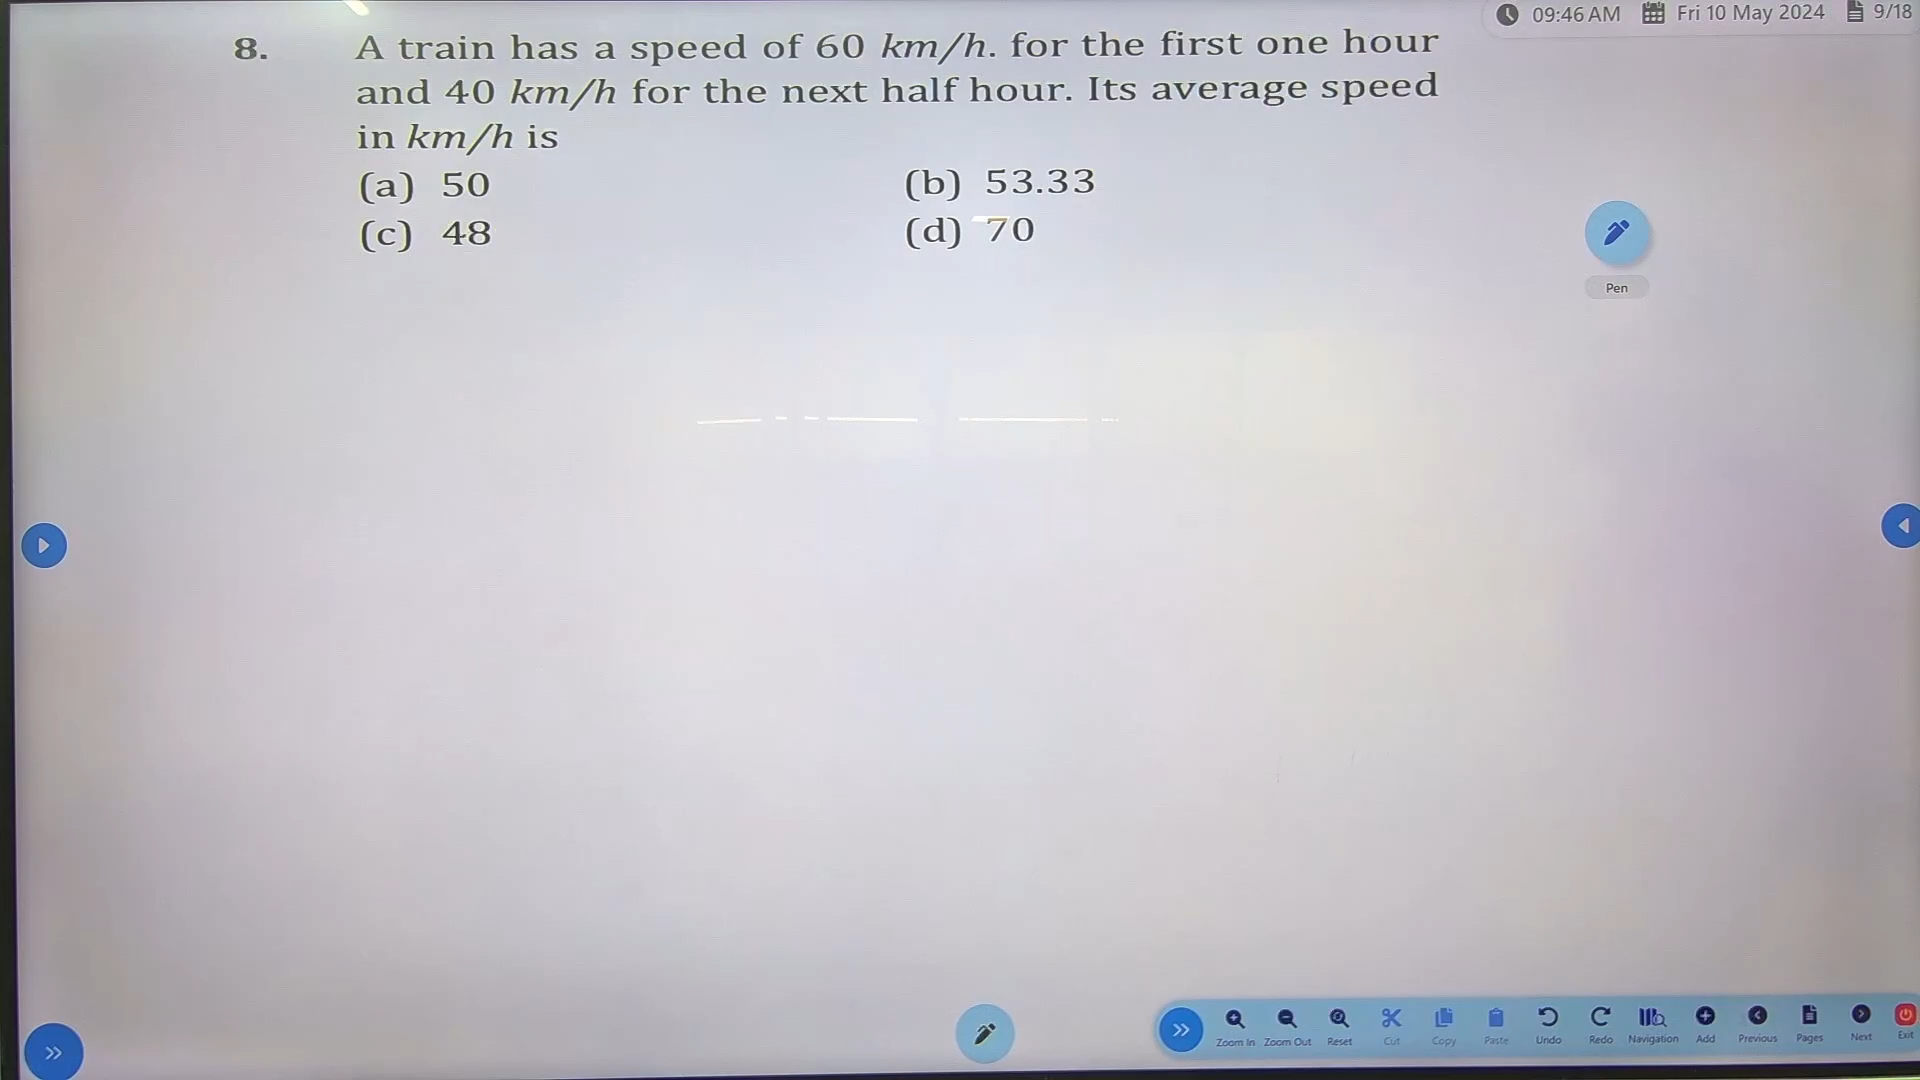 09:46 AM Fri 10 May 2024 9/18
8. A train has a speed of 60 km/h. for the first one hour
and 40 km/h for the next half hour. Its average speed
in km/h is
(a) 50 (b) 53.33
(c) 48 (d) 70
Pen
Zoom In Zoom Out Reset Cut Copy Paste Undo Redo Navigation Add Previous Pages Next Exit